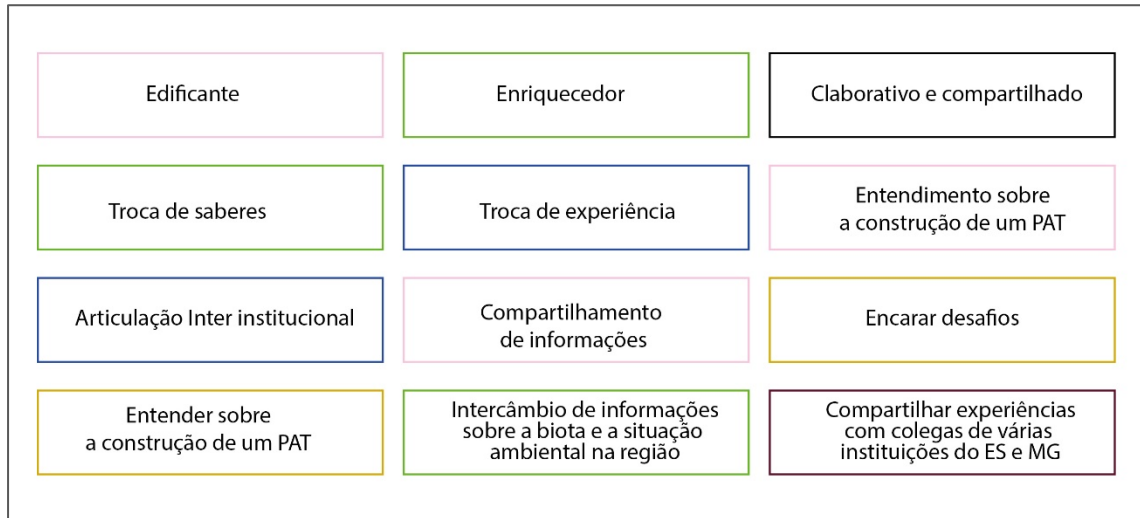 Edificante
Enriquecedor
Claborativo e compartilhado
Troca de saberes
Troca de experiência
Entendimento sobre
a construção de um PAT
Articulação Inter institucional
Compartilhamento
de informações
Encarar desafios
Entender sobre
a construção de um PAT
Intercâmbio de informações
sobre a biota e a situação
ambiental na região
Compartilhar experiências
com colegas de várias
instituições do ES e MG